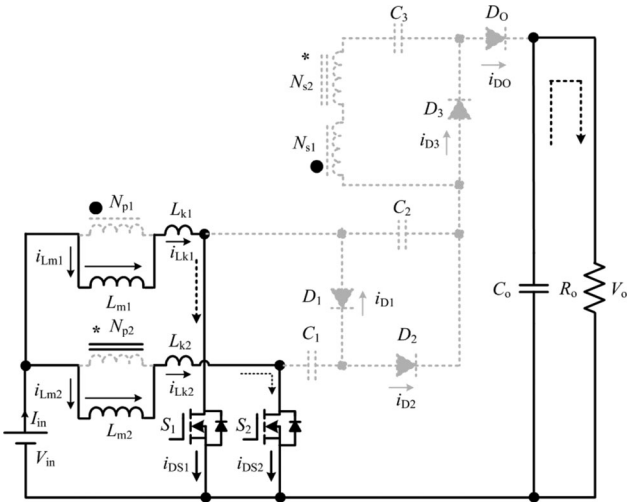 C3
DO
*
Ns2
iDO
D3
iD3
Ns1
Np1
Lk1
C2
iLm1
iLk1
Lm1
D1
iD1
Co
Ro
Vo
* Np2
Lk2
C1
D2
iLm2
iLk2
iD2
Iin
Lm2
S1
S2
Vin
iDS1
iDS2